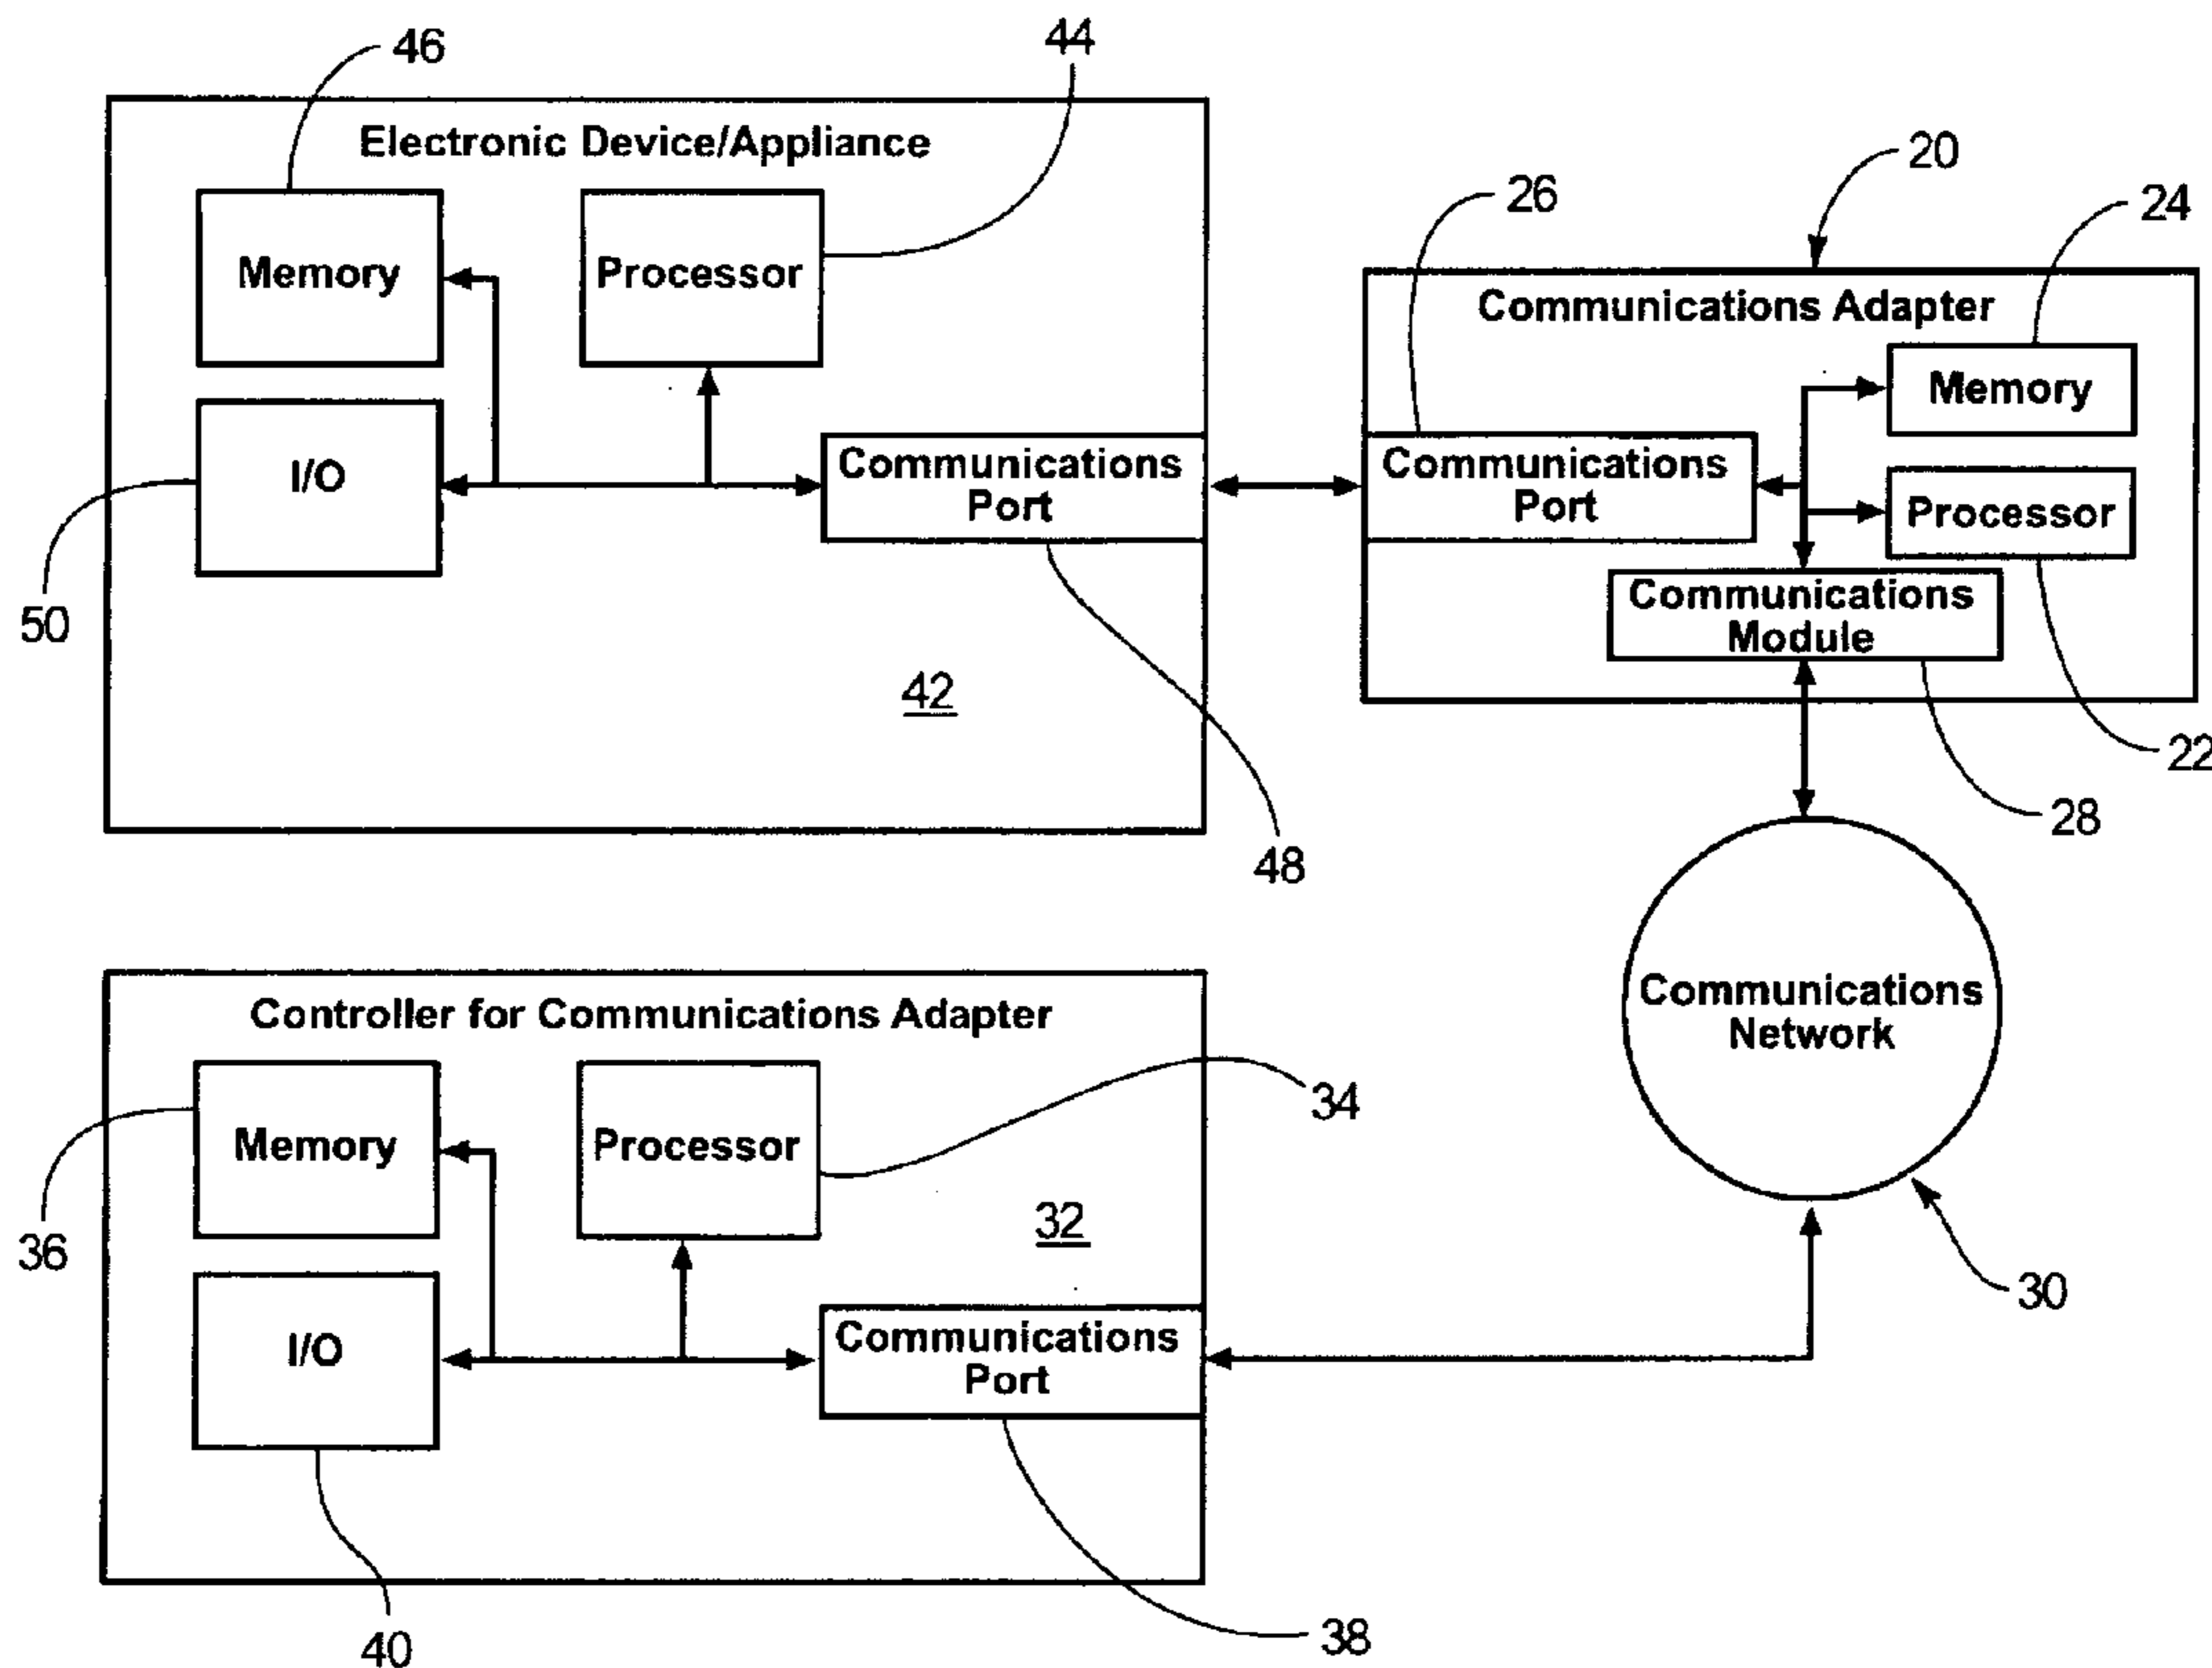 46
44
Electronic Device/Appliance
20
26
24
Memory
Processor
Communications Adapter
Memory
I/O
Communications
Port
Communications
Port
Processor
50
Communications
Module
42
22
28
48
Communications
Network
Controller for Communications Adapter
34
Memory
Processor
32
36
30
I/O
Communications
Port
40
38